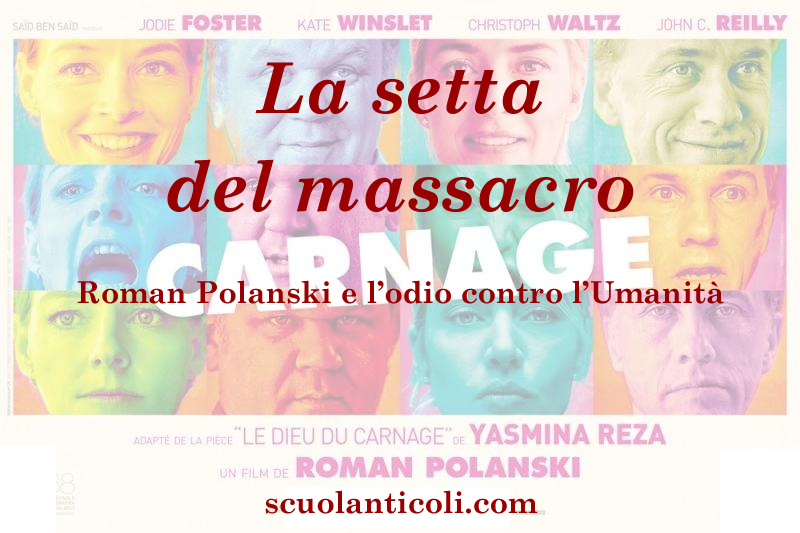 SAÏD BEN SAÏD JODIE FOSTER KATE WINSLET CHRISTOPH WALTZ JOHN C. REILLY
La setta
del massacro
CARNAGE
Roman Polanski e l’odio contro l’Umanità
ADAPTÉ DE LA PIÈCE "LE DIEU DU CARNAGE" DE YASMINA REZA
UN FILM DE ROMAN POLANSKI
scuolanticoli.com